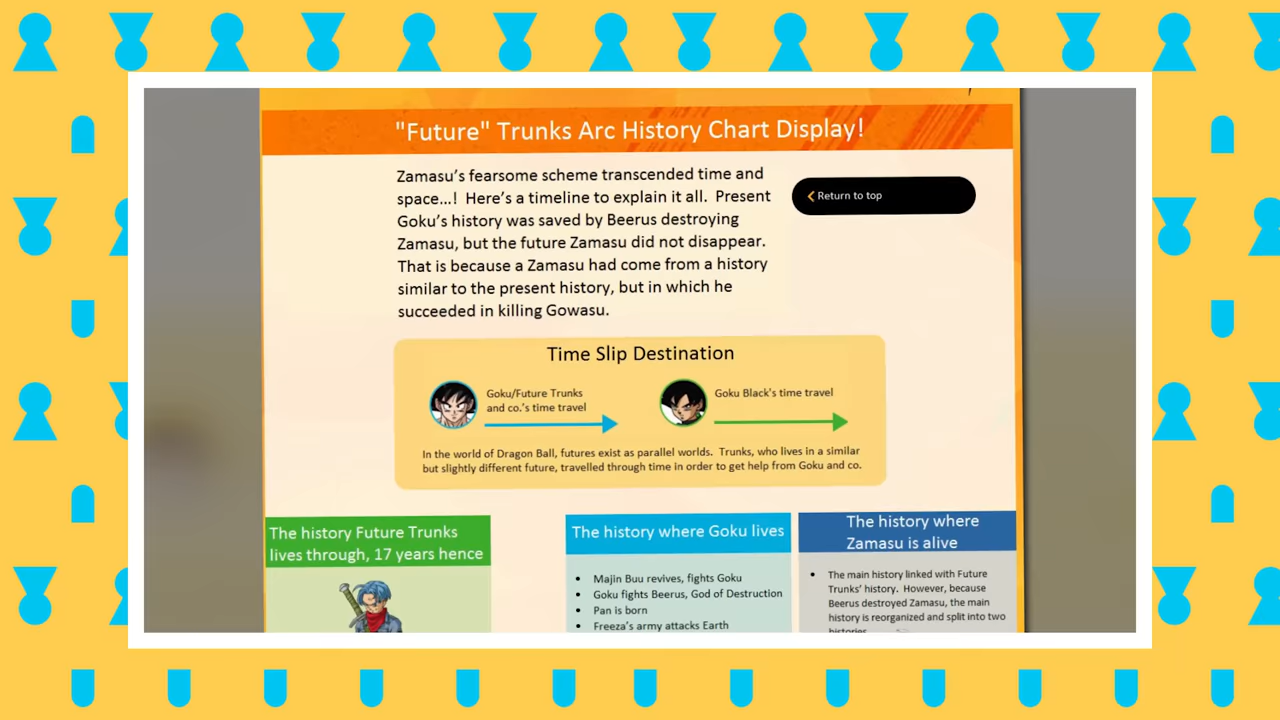 "Future" Trunks Arc History Chart Display!
Zamasu's fearsome scheme transcended time and
space...!  Here's a timeline to explain it all.  Present
Goku's history was saved by Beerus destroying
Zamasu, but the future Zamasu did not disappear.
That is because a Zamasu had come from a history
similar to the present history, but in which he
succeeded in killing Gowasu.
Return to top
Time Slip Destination
Goku/Future Trunks
and co.'s time travel
Goku Black's time travel
In the world of Dragon Ball, futures exist as parallel worlds.  Trunks, who lives in a similar
but slightly different future, travelled through time in order to get help from Goku and co.
The history Future Trunks
lives through, 17 years hence
The history where Goku lives
• Majin Buu revives, fights Goku
• Goku fights Beerus, God of Destruction
• Pan is born
• Freeza's army attacks Earth
The history where
Zamasu is alive
• The main history linked with Future
Trunks' history.  However, because
Beerus destroyed Zamasu, the main
history is reorganized and split into two
histories